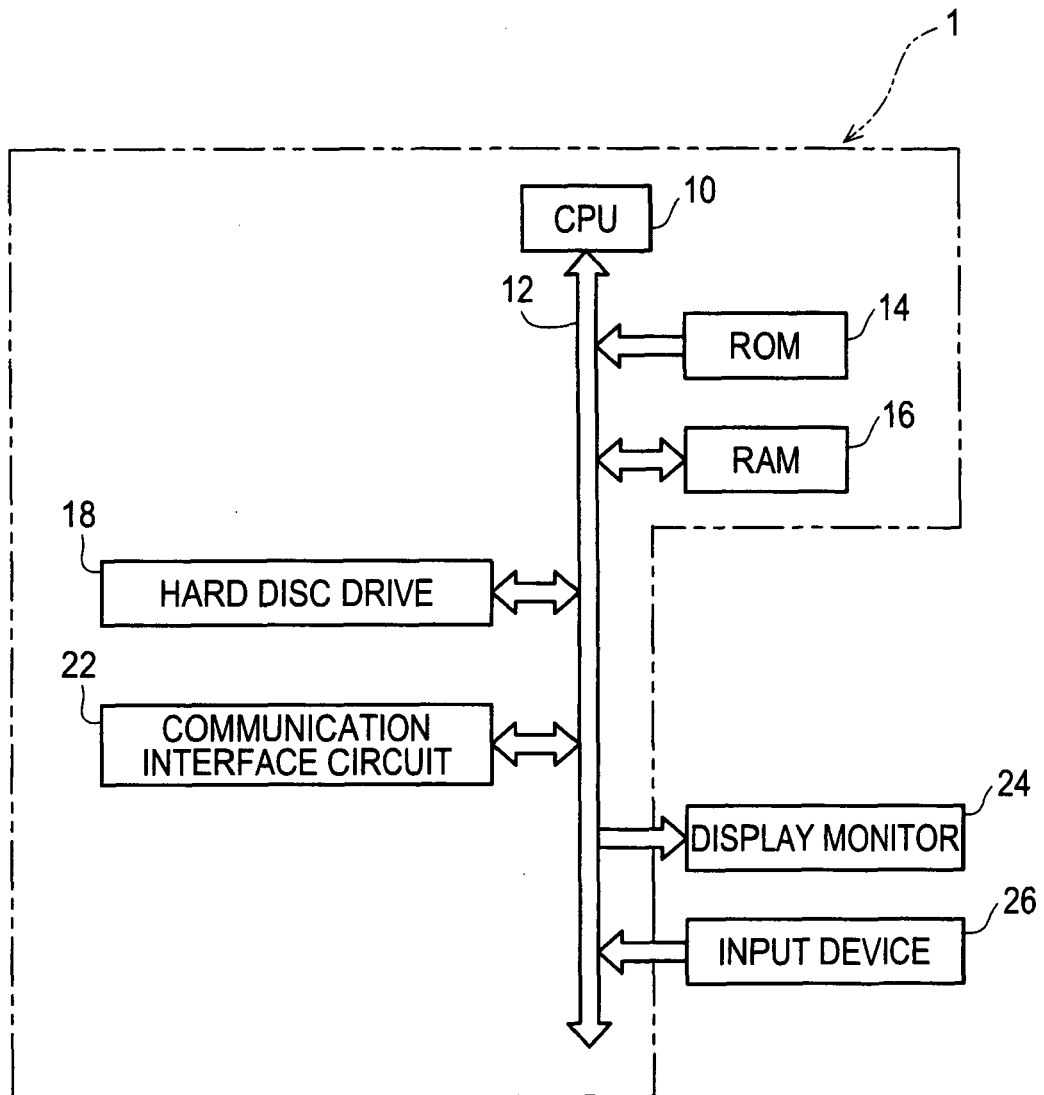 1
CPU
10
12
ROM
14
RAM
16
18
HARD DISC DRIVE
22
COMMUNICATION
INTERFACE CIRCUIT
24
DISPLAY MONITOR
26
INPUT DEVICE